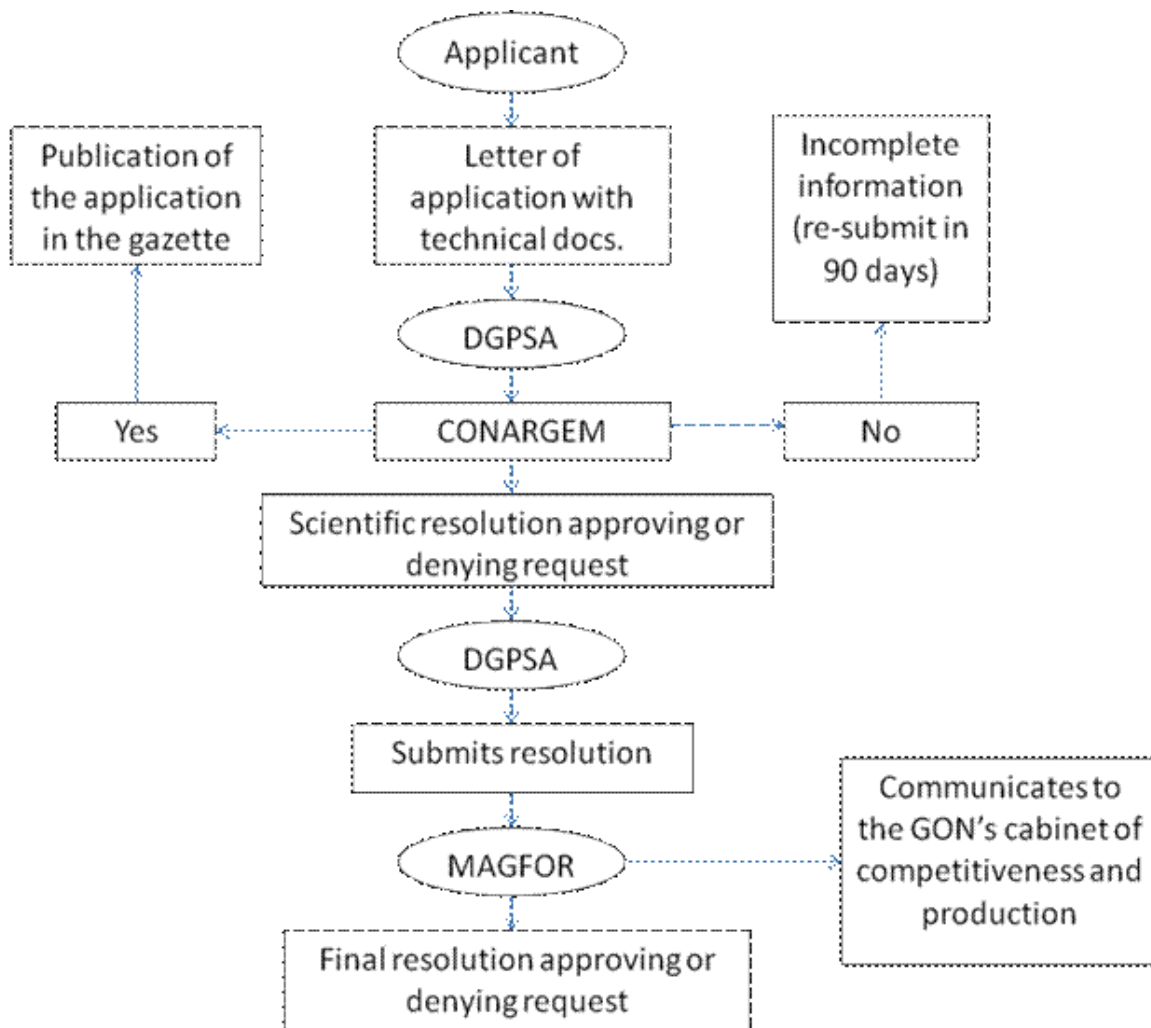 Applicant
Publication of
the application
in the gazette
Letter of
application with
technical docs.
Incomplete
information
(re-submit in
90 days)
DGPSA
Yes
CONARGEM
No
Scientific resolution approving or
denying request
DGPSA
Submits resolution
MAGFOR
Communicates to
the GON's cabinet of
competitiveness and
production
Final resolution approving or
denying request